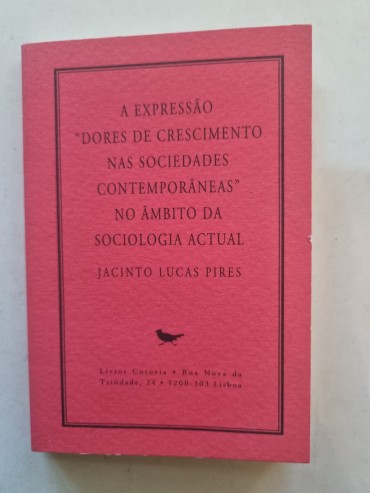 A EXPRESSÃO
"DORES DE CRESCIMENTO
NAS SOCIEDADES
CONTEMPORÂNEAS"
NO ÂMBITO DA
SOCIOLOGIA ACTUAL
JACINTO LUCAS PIRES
Livros Cotovia • Rua Nova da
Trindade, 24 • 1200-303 Lisboa